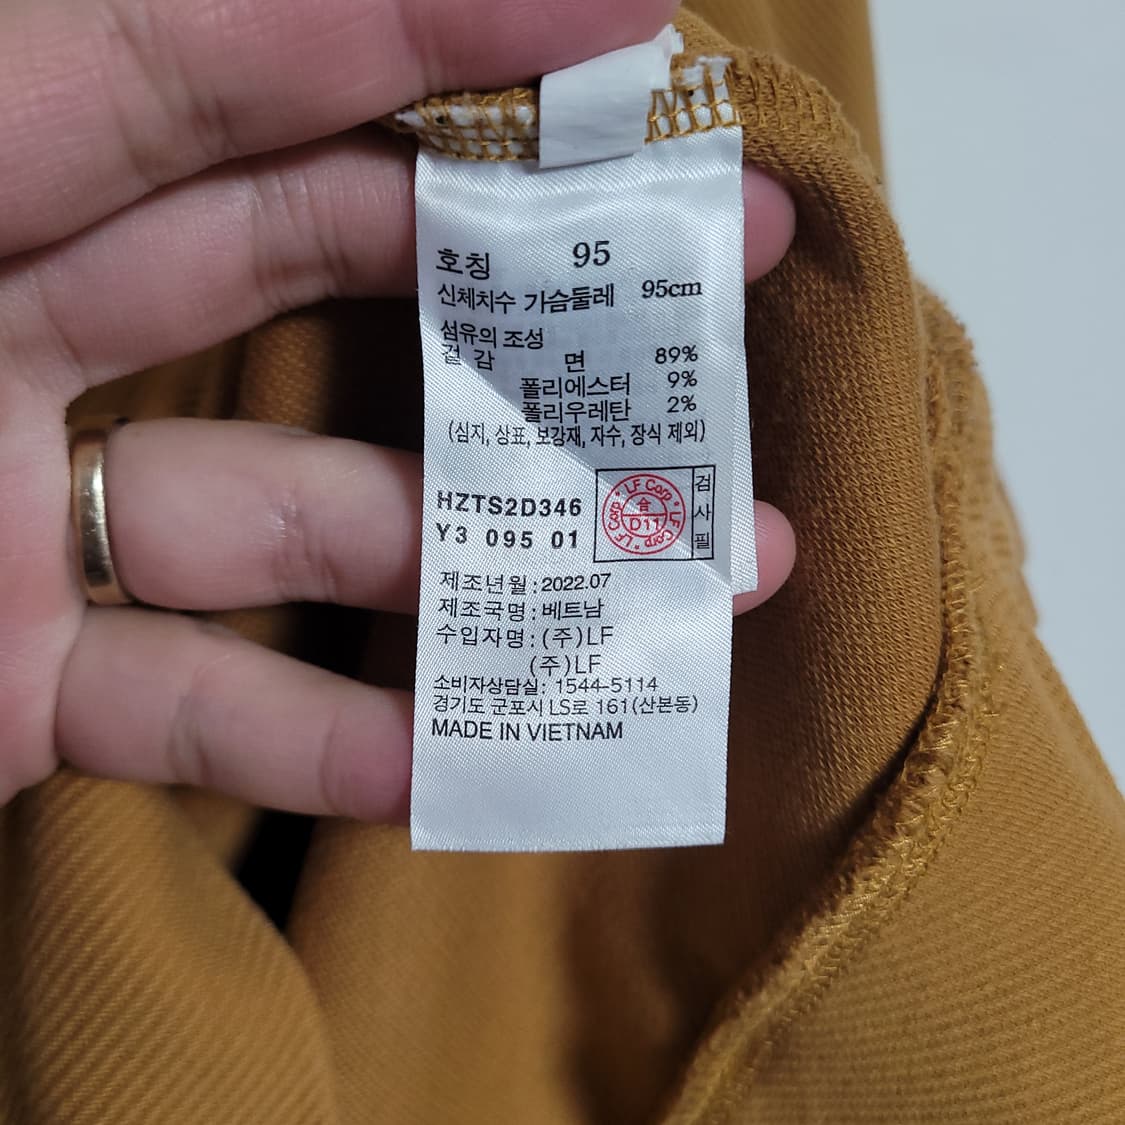 호칭 95
신체치수 가슴둘레 95cm
섬유의 조성
겉 감 면 89%
폴리에스터 9%
폴리우레탄 2%
(심지, 상표, 보강재, 자수, 장식 제외)
HZTS2D346
Y3 095 01
LF Corp * LF Corp * LF Corp *
合
D11
검사필
제조년월:2022.07
제조국명:베트남
수입자명:(주)LF
(주)LF
소비자상담실: 1544-5114
경기도 군포시 LS로 161(산본동)
MADE IN VIETNAM